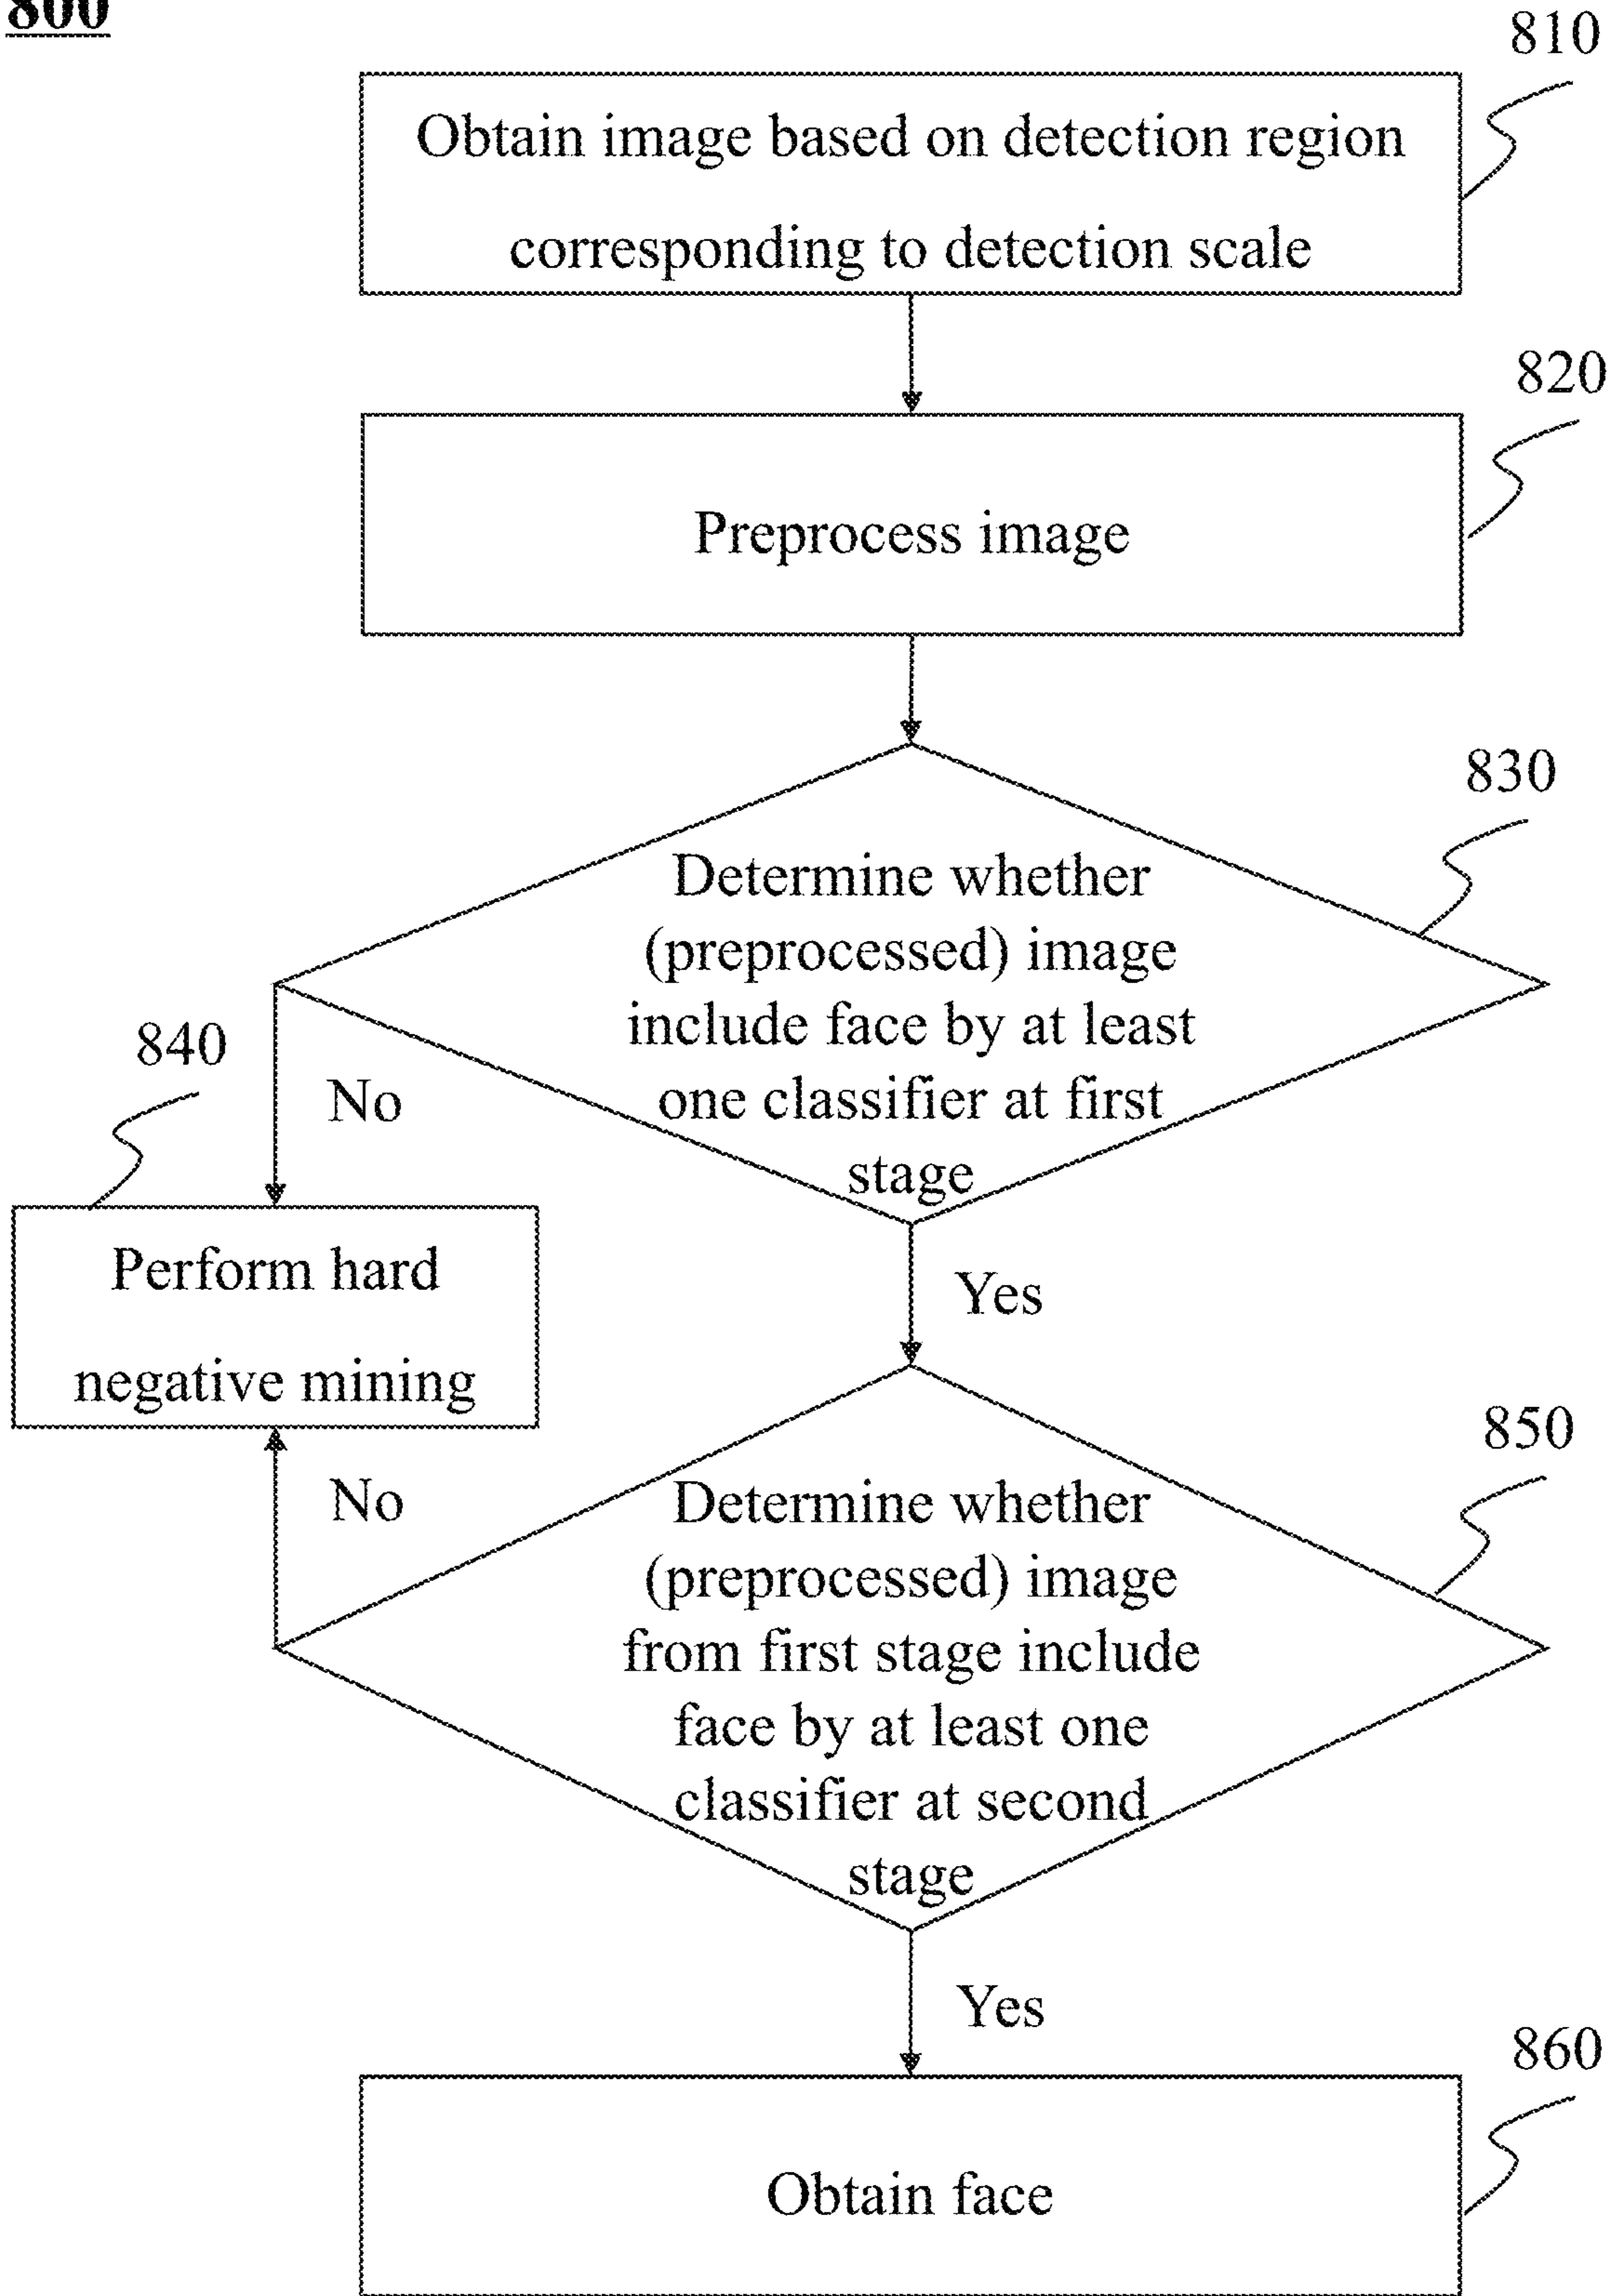 800
810
Obtain image based on detection region
corresponding to detection scale
820
Preprocess image
830
Determine whether
(preprocessed) image
include face by at least
one classifier at first
stage
840
No
Perform hard
negative mining
Yes
850
No
Determine whether
(preprocessed) image
from first stage include
face by at least one
classifier at second
stage
Yes
860
Obtain face